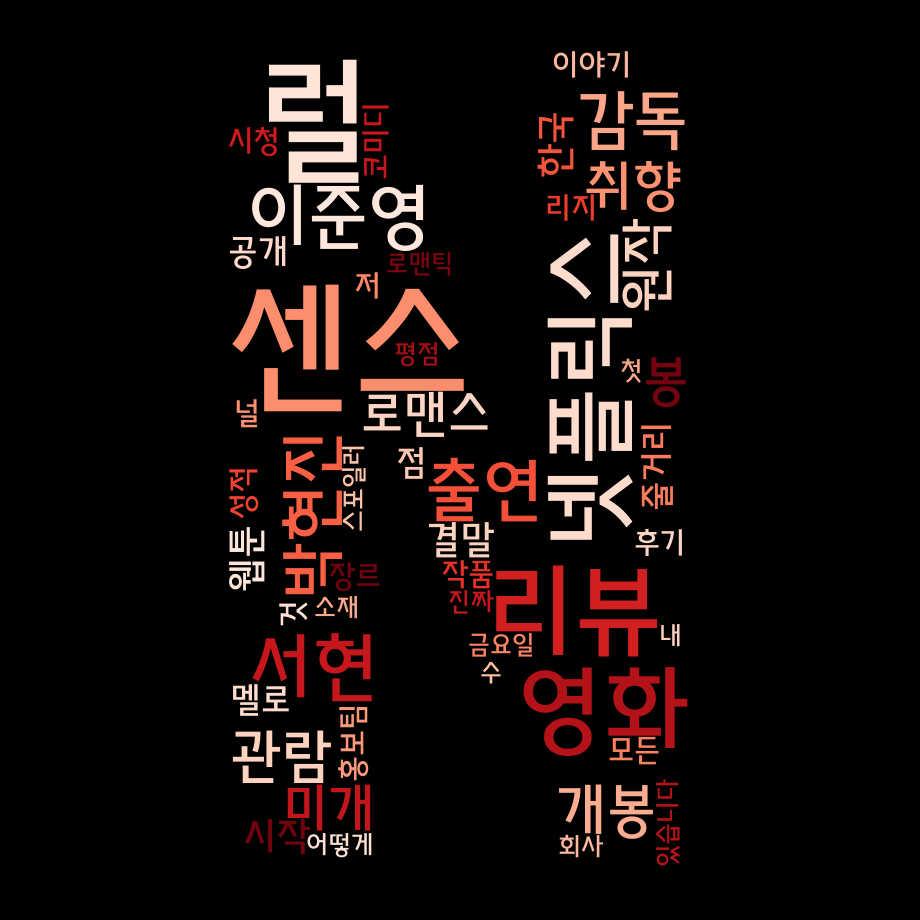 이야기
럴
감독
시청
코미디
한국
취향
이준영
리지
공개
원작
로맨틱
저
센스
평점
넷플릭스
첫
봉
널
로맨스
줄거리
박현진
스포일러
점
성적
출연
웹툰
결말
후기
장르
작품
리뷰
진짜
것
소재
내
서현
금요일
수
멜로
영화
홍보팀
관람
모든
미개
개봉
있습니다
시작
어떻게
회사